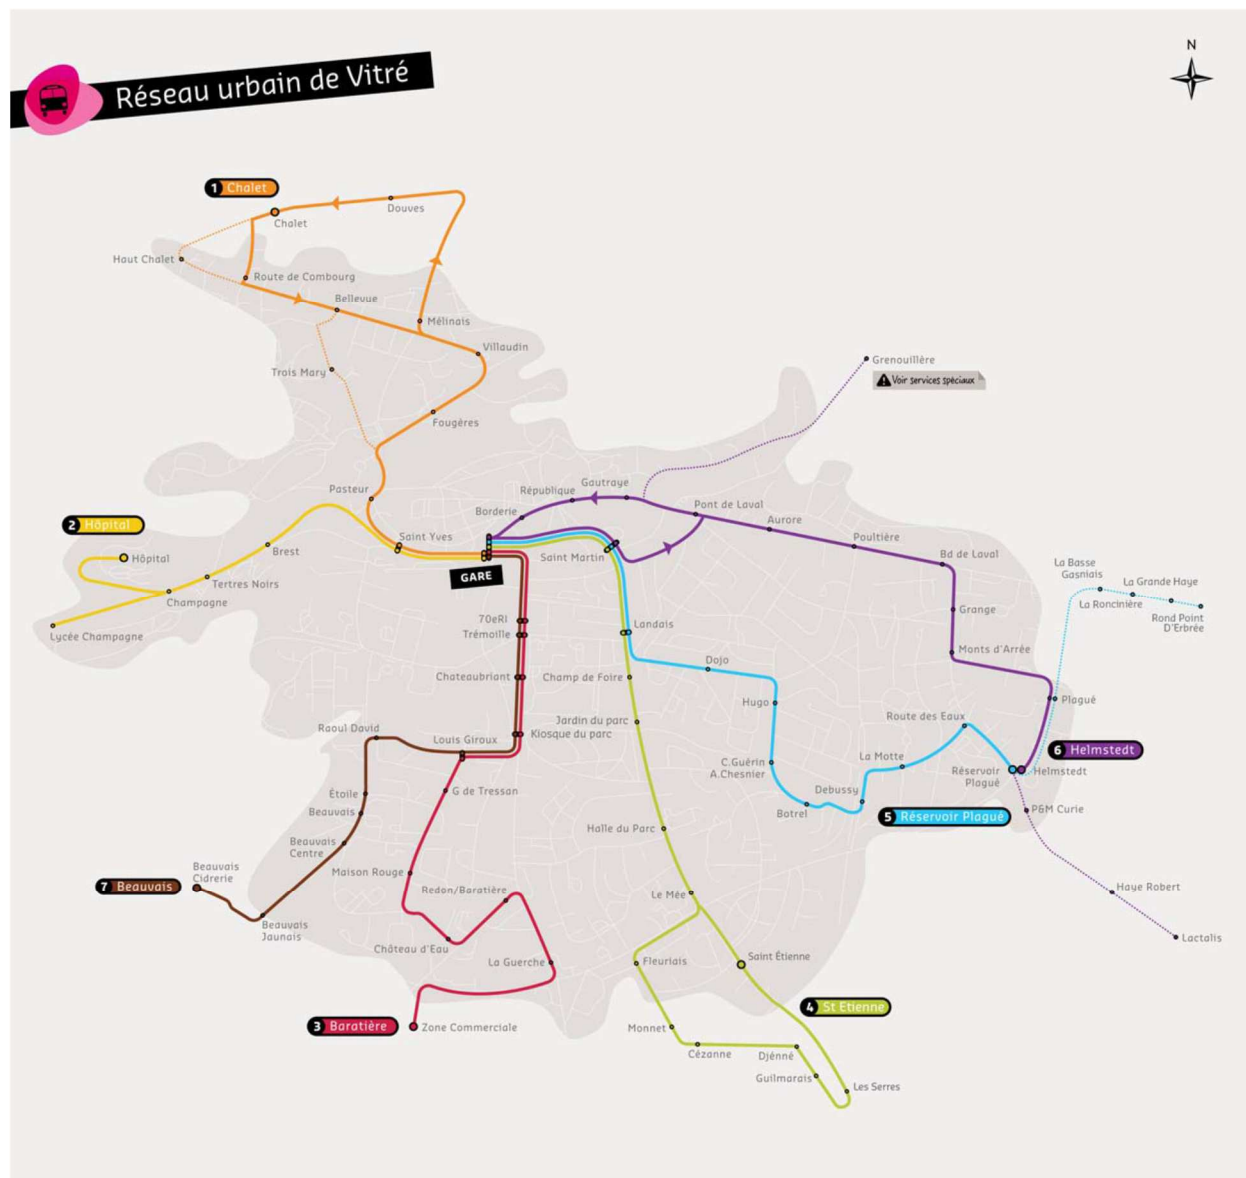 Réseau urbain de Vitré
N
1 Chalet
Douves
Chalet
Haut Chalet
Route de Combourg
Bellevue
Mélinais
Villaudin
Trois Mary
Grenouillère
Voir services spéciaux
Fougères
Pasteur
Gautraye
République
Borderie
Pont de Laval
Aurore
Poultière
2 Hôpital
Hôpital
Brest
Saint Yves
Saint Martin
Bd de Laval
GARE
Tertres Noirs
Champagne
Lycée Champagne
La Basse
Gasniais
La Grande Haye
La Roncinière
Rond Point
D'Erbrée
Grange
70eRI
Trémoille
Landais
Monts d'Arrée
Dojo
Chateaubriant
Champ de Foire
Plagué
Hugo
Jardin du parc
Route des Eaux
Raoul David
Louis Giroux
Kiosque du parc
6 Helmstedt
C.Guérin
A.Chesnier
La Motte
Réservoir
Plagué
Helmstedt
Étoile
G de Tressan
Debussy
Botrel
5 Réservoir Plagué
P&M Curie
Beauvais
Halle du Parc
Beauvais
Centre
Beauvais
Cidrerie
7 Beauvais
Maison Rouge
Redon/Baratière
Le Mée
Haye Robert
Beauvais
Jaunais
Château d'Eau
La Guerche
Fleuriais
Saint Étienne
Lactalis
4 St Etienne
3 Baratière
Zone Commerciale
Monnet
Cézanne
Djénné
Guilmarais
Les Serres